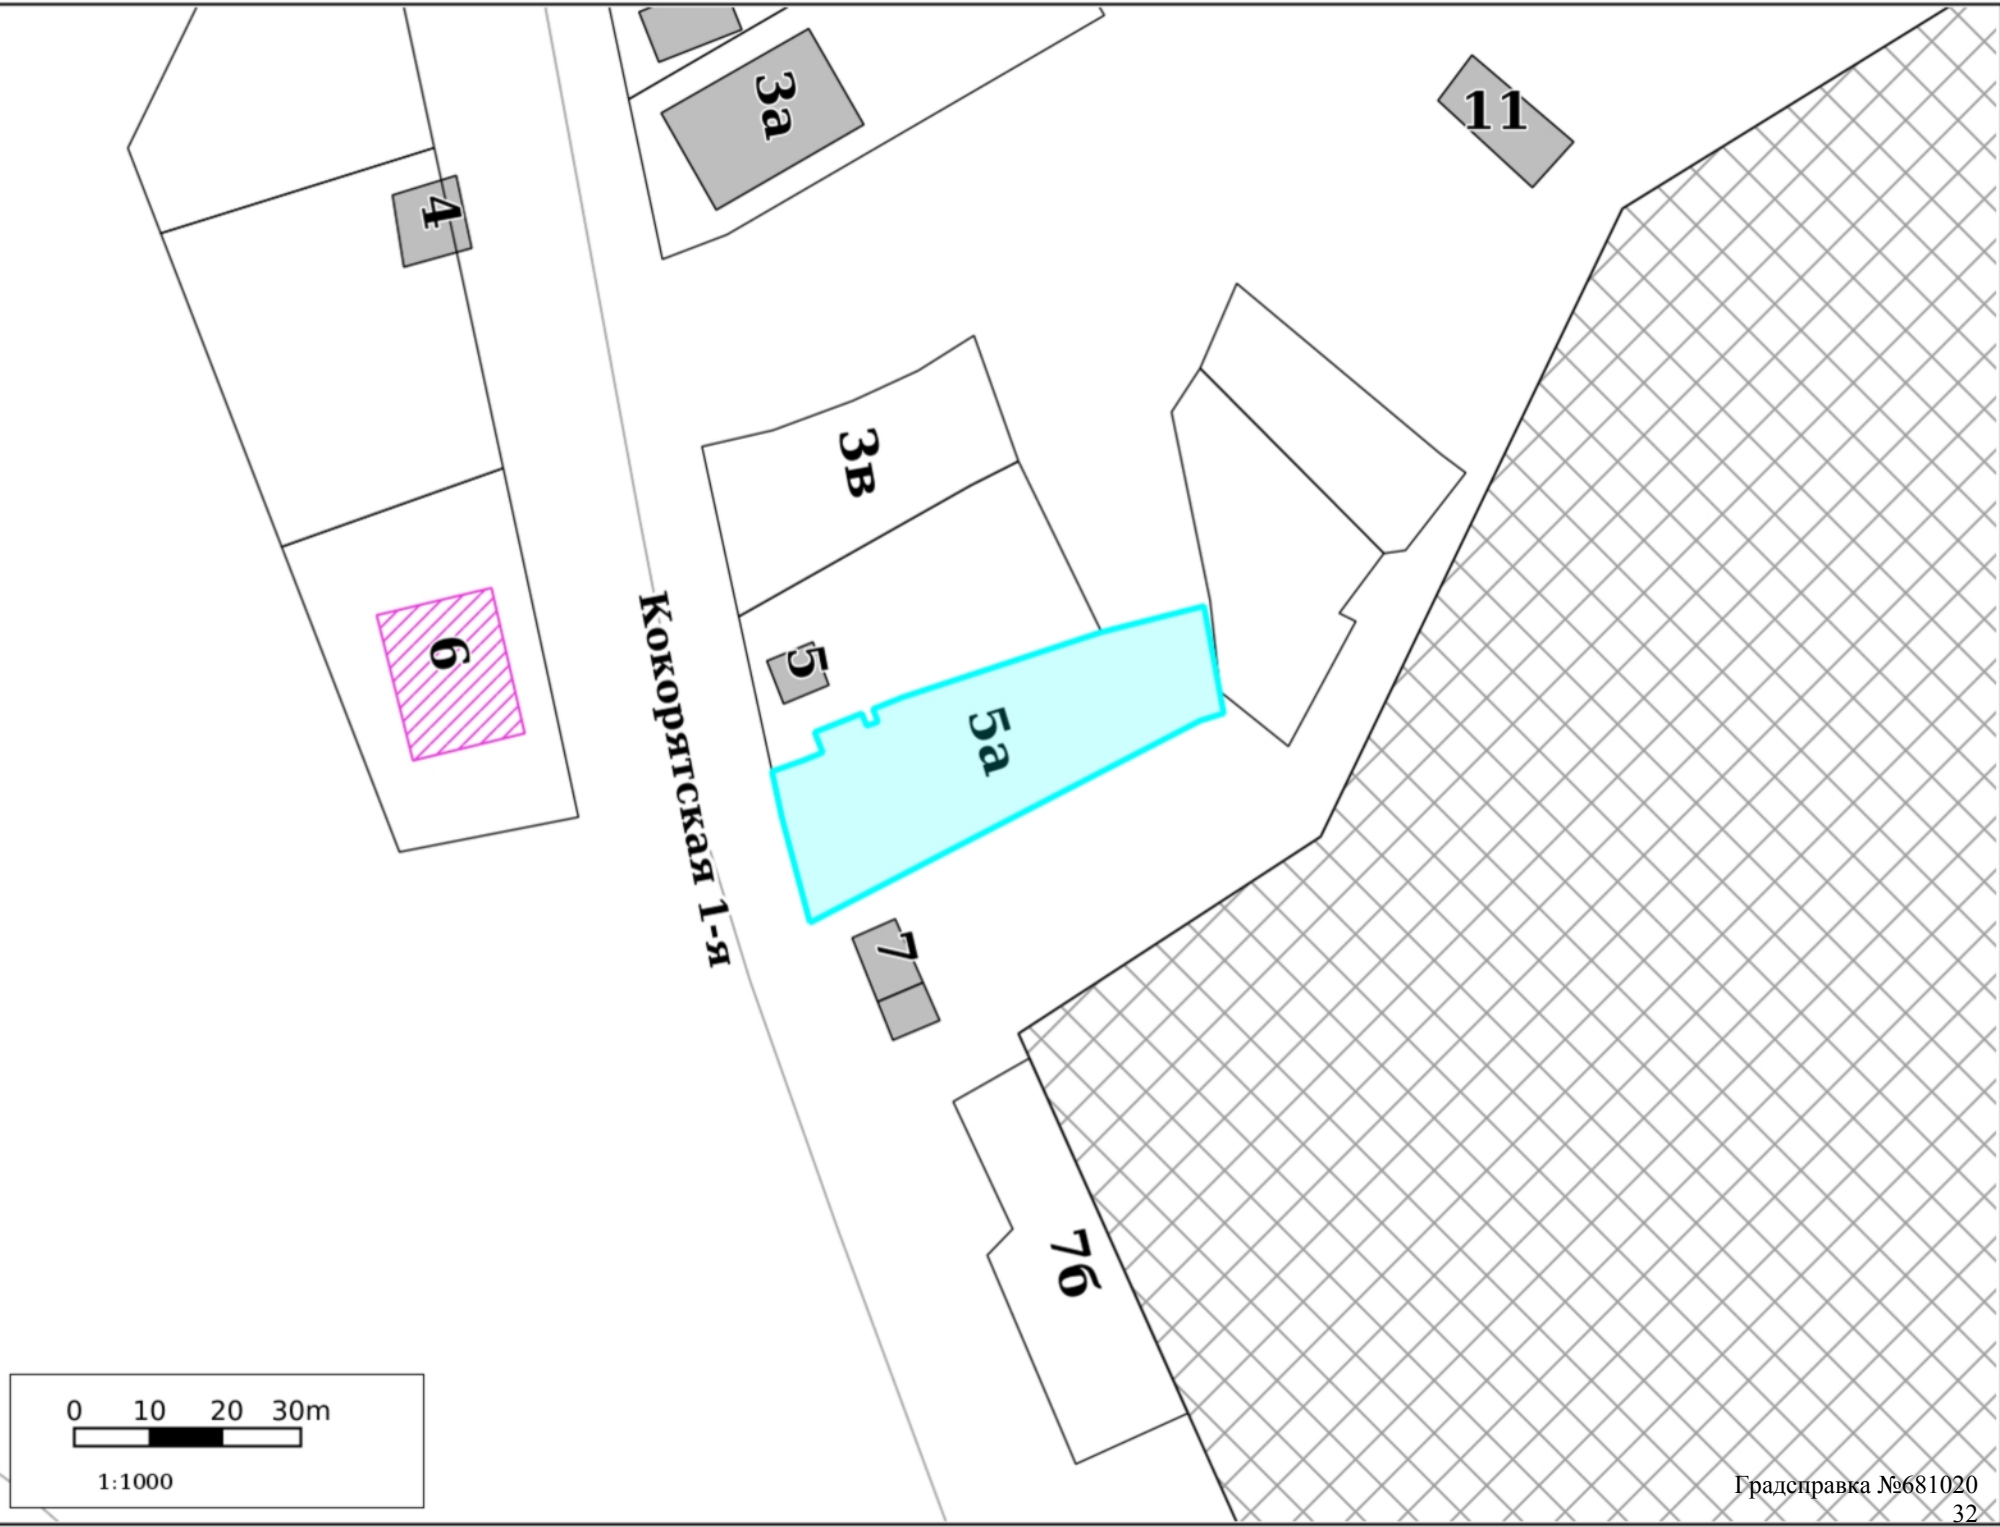 3а
11
4
3в
Кокорятская 1-я
6
5
5а
7
7б
0 10 20 30m
1:1000
Градсправка №681020
32